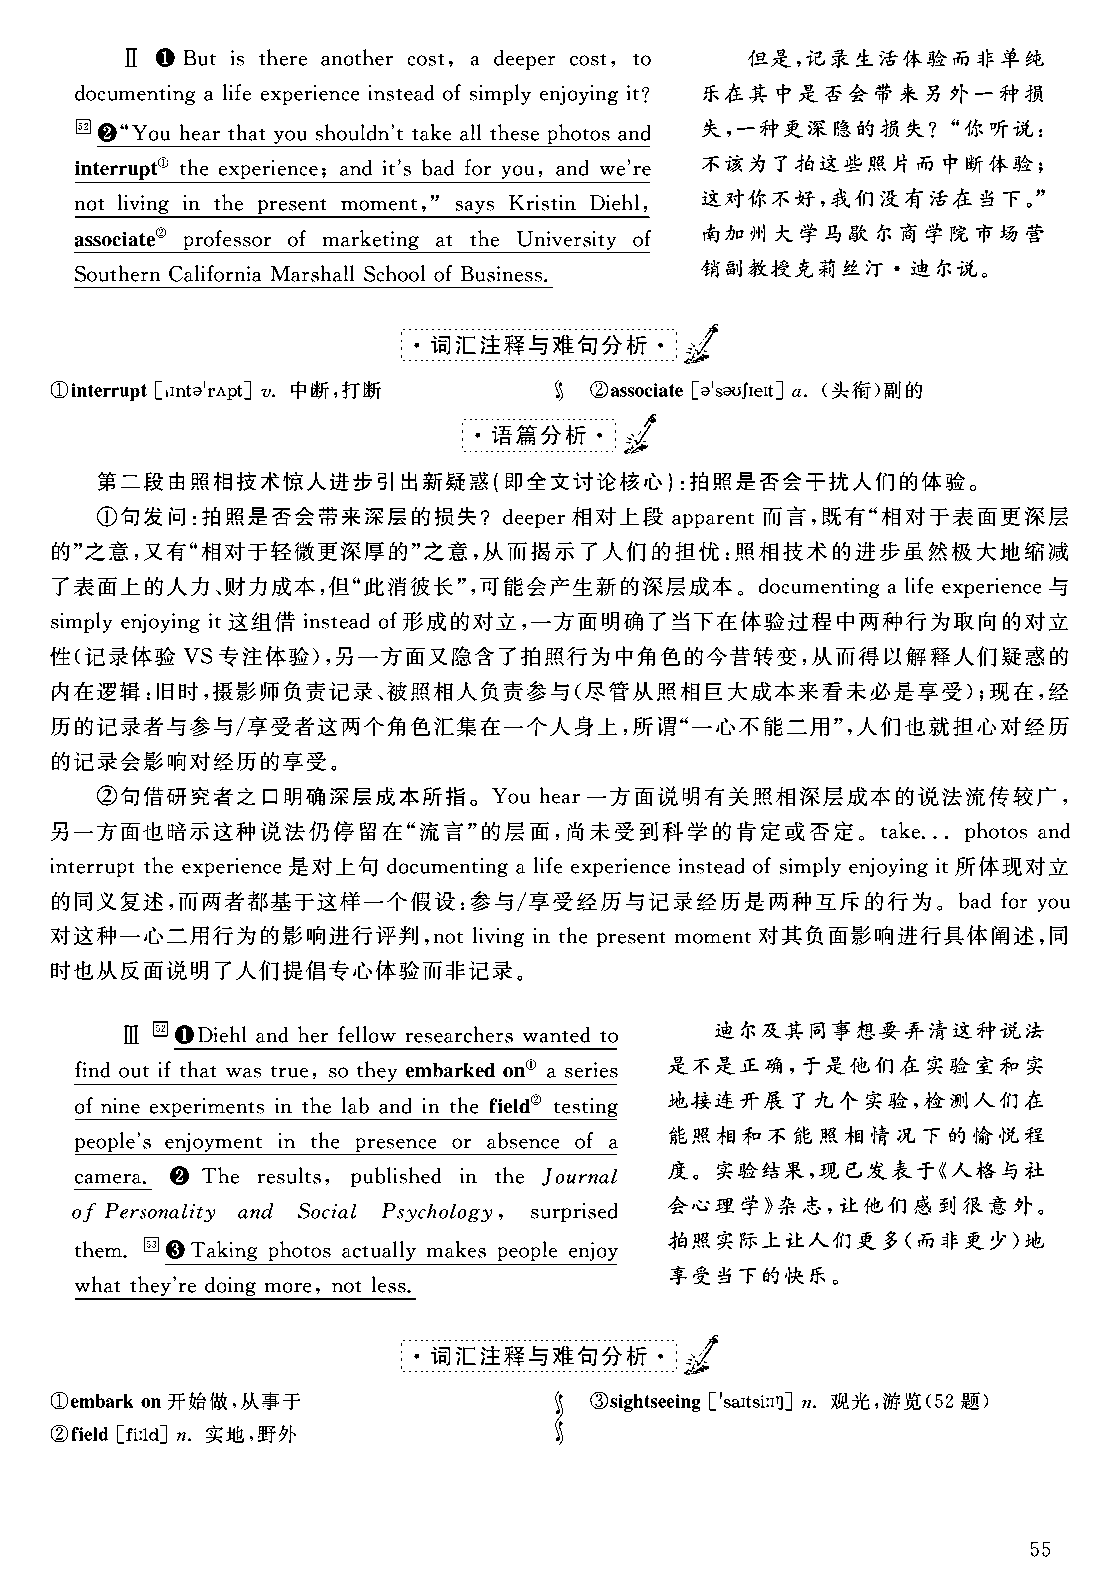 Ⅱ ❶ But is there another cost, a deeper cost, to
documenting a life experience instead of simply enjoying it?
52 ❷“You hear that you shouldn't take all these photos and
interrupt① the experience; and it's bad for you, and we're
not living in the present moment,” says Kristin Diehl,
associate② professor of marketing at the University of
Southern California Marshall School of Business.
但是,记录生活体验而非单纯
乐在其中是否会带来另外一种损
失,一种更深隐的损失?“你听说:
不该为了拍这些照片而中断体验;
这对你不好,我们没有活在当下。”
南加州大学马歇尔商学院市场营
销副教授克莉丝汀·迪尔说。
·词汇注释与难句分析·
①interrupt [ˌɪntəˈrʌpt] v. 中断,打断
②associate [əˈsəʊʃɪeɪt] a. (头衔)副的
·语篇分析·
第二段由照相技术惊人进步引出新疑惑(即全文讨论核心):拍照是否会干扰人们的体验。
①句发问:拍照是否会带来深层的损失? deeper 相对上段 apparent 而言,既有“相对于表面更深层
的”之意,又有“相对于轻微更深厚的”之意,从而揭示了人们的担忧:照相技术的进步虽然极大地缩减
了表面上的人力、财力成本,但“此消彼长”,可能会产生新的深层成本。documenting a life experience 与
simply enjoying it 这组借 instead of 形成的对立,一方面明确了当下在体验过程中两种行为取向的对立
性(记录体验 VS 专注体验),另一方面又隐含了拍照行为中角色的今昔转变,从而得以解释人们疑惑的
内在逻辑:旧时,摄影师负责记录、被照相人负责参与(尽管从照相巨大成本来看未必是享受);现在,经
历的记录者与参与/享受者这两个角色汇集在一个人身上,所谓“一心不能二用”,人们也就担心对经历
的记录会影响对经历的享受。
②句借研究者之口明确深层成本所指。You hear 一方面说明有关照相深层成本的说法流传较广,
另一方面也暗示这种说法仍停留在“流言”的层面,尚未受到科学的肯定或否定。take... photos and
interrupt the experience 是对上句 documenting a life experience instead of simply enjoying it 所体现对立
的同义复述,而两者都基于这样一个假设:参与/享受经历与记录经历是两种互斥的行为。bad for you
对这种一心二用行为的影响进行评判,not living in the present moment 对其负面影响进行具体阐述,同
时也从反面说明了人们提倡专心体验而非记录。
Ⅲ 52 ❶Diehl and her fellow researchers wanted to
find out if that was true, so they embarked on① a series
of nine experiments in the lab and in the field② testing
people's enjoyment in the presence or absence of a
camera. ❷ The results, published in the Journal
of Personality and Social Psychology, surprised
them. 53 ❸Taking photos actually makes people enjoy
what they're doing more, not less.
迪尔及其同事想要弄清这种说法
是不是正确,于是他们在实验室和实
地接连开展了九个实验,检测人们在
能照相和不能照相情况下的愉悦程
度。实验结果,现已发表于《人格与社
会心理学》杂志,让他们感到很意外。
拍照实际上让人们更多(而非更少)地
享受当下的快乐。
·词汇注释与难句分析·
①embark on 开始做,从事于
②field [fiːld] n. 实地,野外
③sightseeing [ˈsaɪtsiːɪŋ] n. 观光,游览(52 题)
55